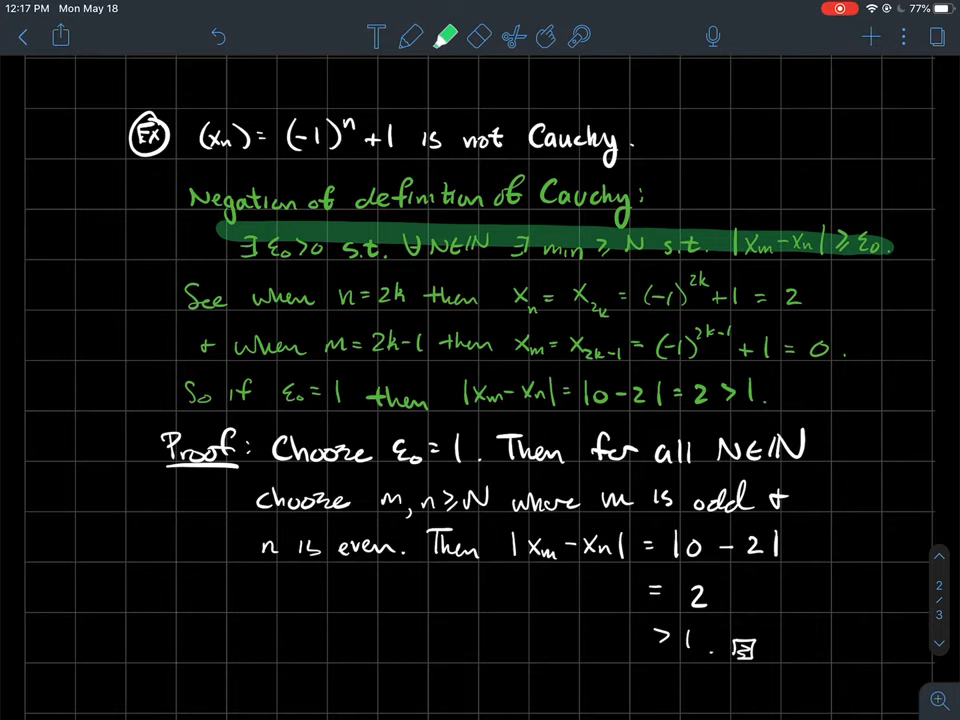 12:17 PM Mon May 18
77%
Ex (xn) = (-1)^n + 1 is not Cauchy.
Negation of definition of Cauchy:
∃ ε₀>0 s.t. ∀ N∈ℕ ∃ m,n ≥ N s.t. |xm - xn| ≥ ε₀.
See when n = 2k then xn = x2k = (-1)^2k + 1 = 2
+ when m = 2k-1 then xm = x2k-1 = (-1)^2k-1 + 1 = 0.
So if ε₀ = 1 then |xm - xn| = |0 - 2| = 2 > 1.
Proof: Choose ε₀ = 1. Then for all N∈ℕ
choose m, n ≥ N where m is odd +
n is even. Then |xm - xn| = |0 - 2|
= 2
> 1.
2/3